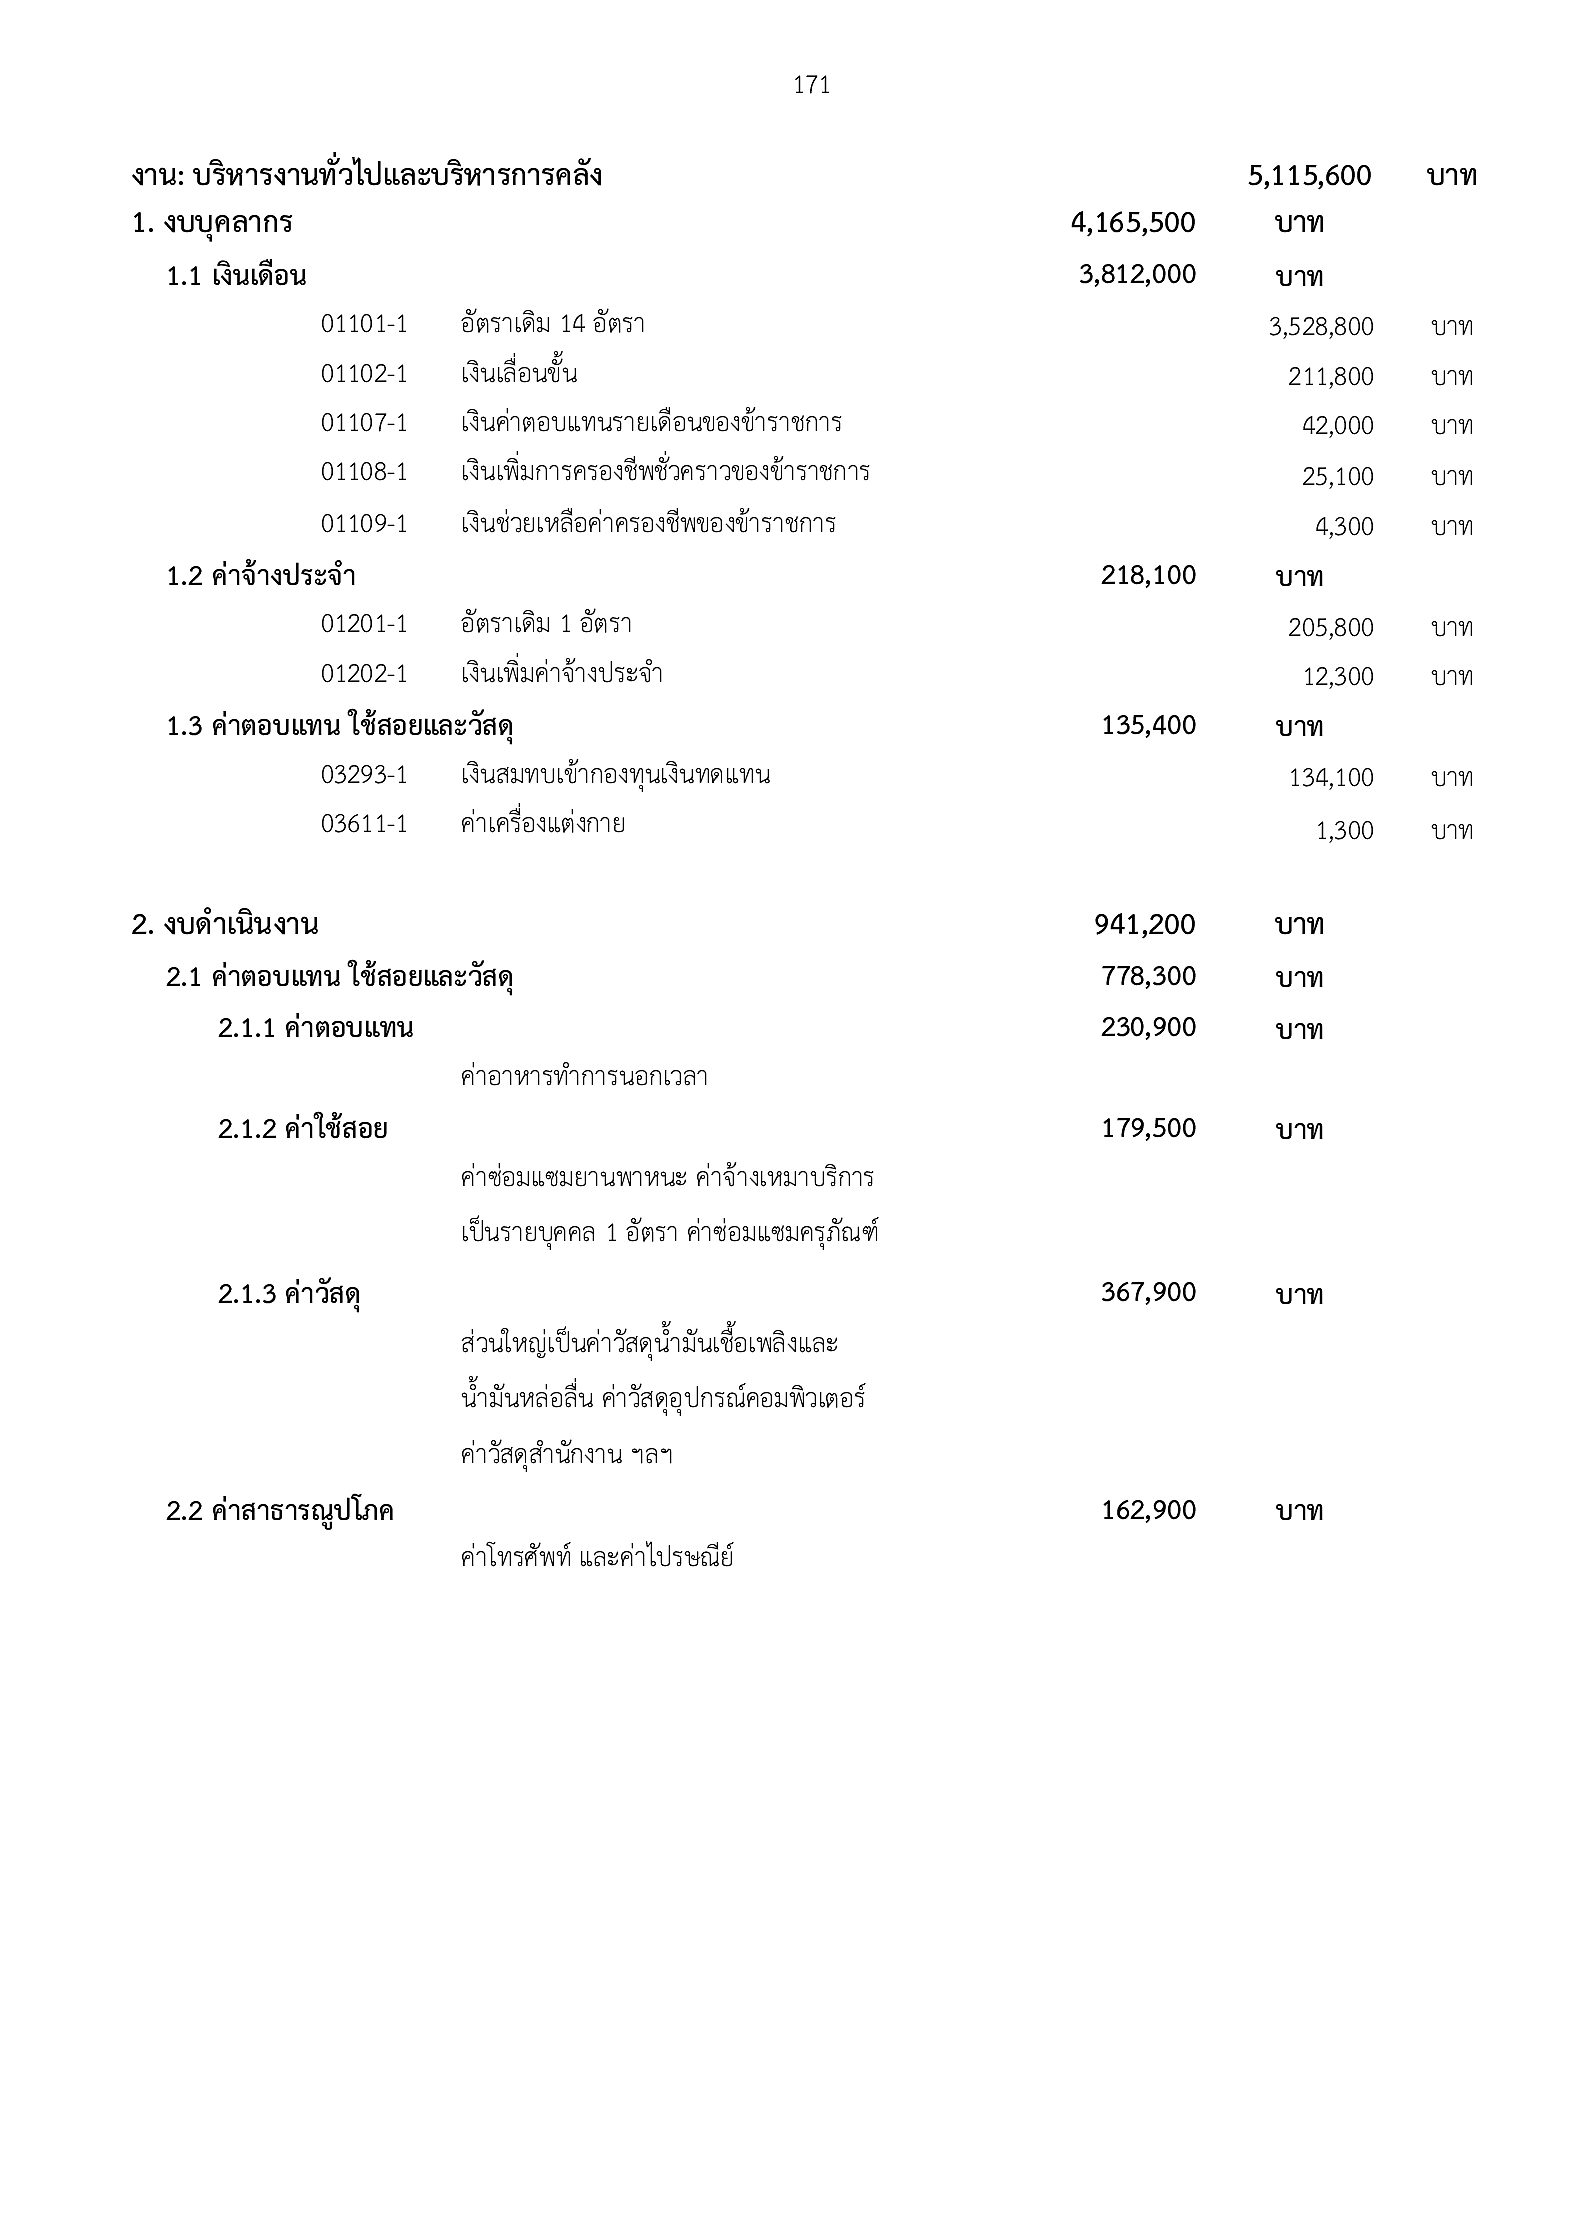 171
งาน: บริหารงานทั่วไปและบริหารการคลัง 5,115,600 บาท
1. งบบุคลากร 4,165,500 บาท
1.1 เงินเดือน 3,812,000 บาท
01101-1 อัตราเดิม 14 อัตรา 3,528,800 บาท
01102-1 เงินเลื่อนขั้น 211,800 บาท
01107-1 เงินค่าตอบแทนรายเดือนของข้าราชการ 42,000 บาท
01108-1 เงินเพิ่มการครองชีพชั่วคราวของข้าราชการ 25,100 บาท
01109-1 เงินช่วยเหลือค่าครองชีพของข้าราชการ 4,300 บาท
1.2 ค่าจ้างประจำ 218,100 บาท
01201-1 อัตราเดิม 1 อัตรา 205,800 บาท
01202-1 เงินเพิ่มค่าจ้างประจำ 12,300 บาท
1.3 ค่าตอบแทน ใช้สอยและวัสดุ 135,400 บาท
03293-1 เงินสมทบเข้ากองทุนเงินทดแทน 134,100 บาท
03611-1 ค่าเครื่องแต่งกาย 1,300 บาท
2. งบดำเนินงาน 941,200 บาท
2.1 ค่าตอบแทน ใช้สอยและวัสดุ 778,300 บาท
2.1.1 ค่าตอบแทน 230,900 บาท
ค่าอาหารทำการนอกเวลา
2.1.2 ค่าใช้สอย 179,500 บาท
ค่าซ่อมแซมยานพาหนะ ค่าจ้างเหมาบริการ
เป็นรายบุคคล 1 อัตรา ค่าซ่อมแซมครุภัณฑ์
2.1.3 ค่าวัสดุ 367,900 บาท
ส่วนใหญ่เป็นค่าวัสดุน้ำมันเชื้อเพลิงและ
น้ำมันหล่อลื่น ค่าวัสดุอุปกรณ์คอมพิวเตอร์
ค่าวัสดุสำนักงาน ฯลฯ
2.2 ค่าสาธารณูปโภค 162,900 บาท
ค่าโทรศัพท์ และค่าไปรษณีย์